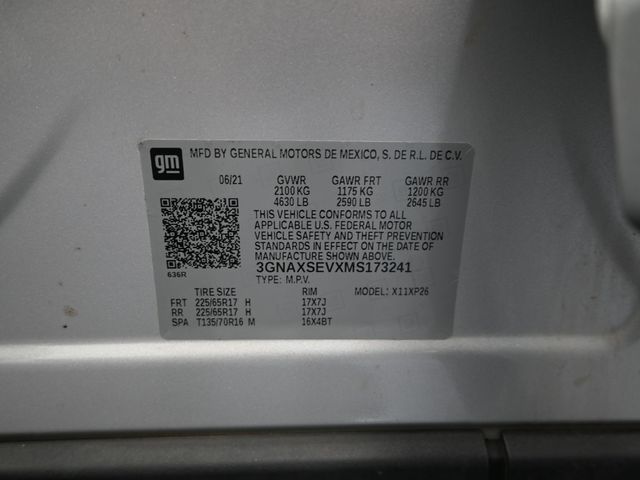 gm MFD BY GENERAL MOTORS DE MEXICO, S. DE R.L. DE C.V.
06/21 GVWR GAWR FRT GAWR RR
2100 KG 1175 KG 1200 KG
4630 LB 2590 LB 2645 LB
THIS VEHICLE CONFORMS TO ALL
APPLICABLE U.S. FEDERAL MOTOR
VEHICLE SAFETY AND THEFT PREVENTION
STANDARDS IN EFFECT ON THE DATE OF
MANUFACTURE SHOWN ABOVE.
3GNAXSEVXMS173241
636R
TYPE: M.P.V.
TIRE SIZE RIM MODEL: X11XP26
FRT 225/65R17 H 17X7J
RR 225/65R17 H 17X7J
SPA T135/70R16 M 16X4BT